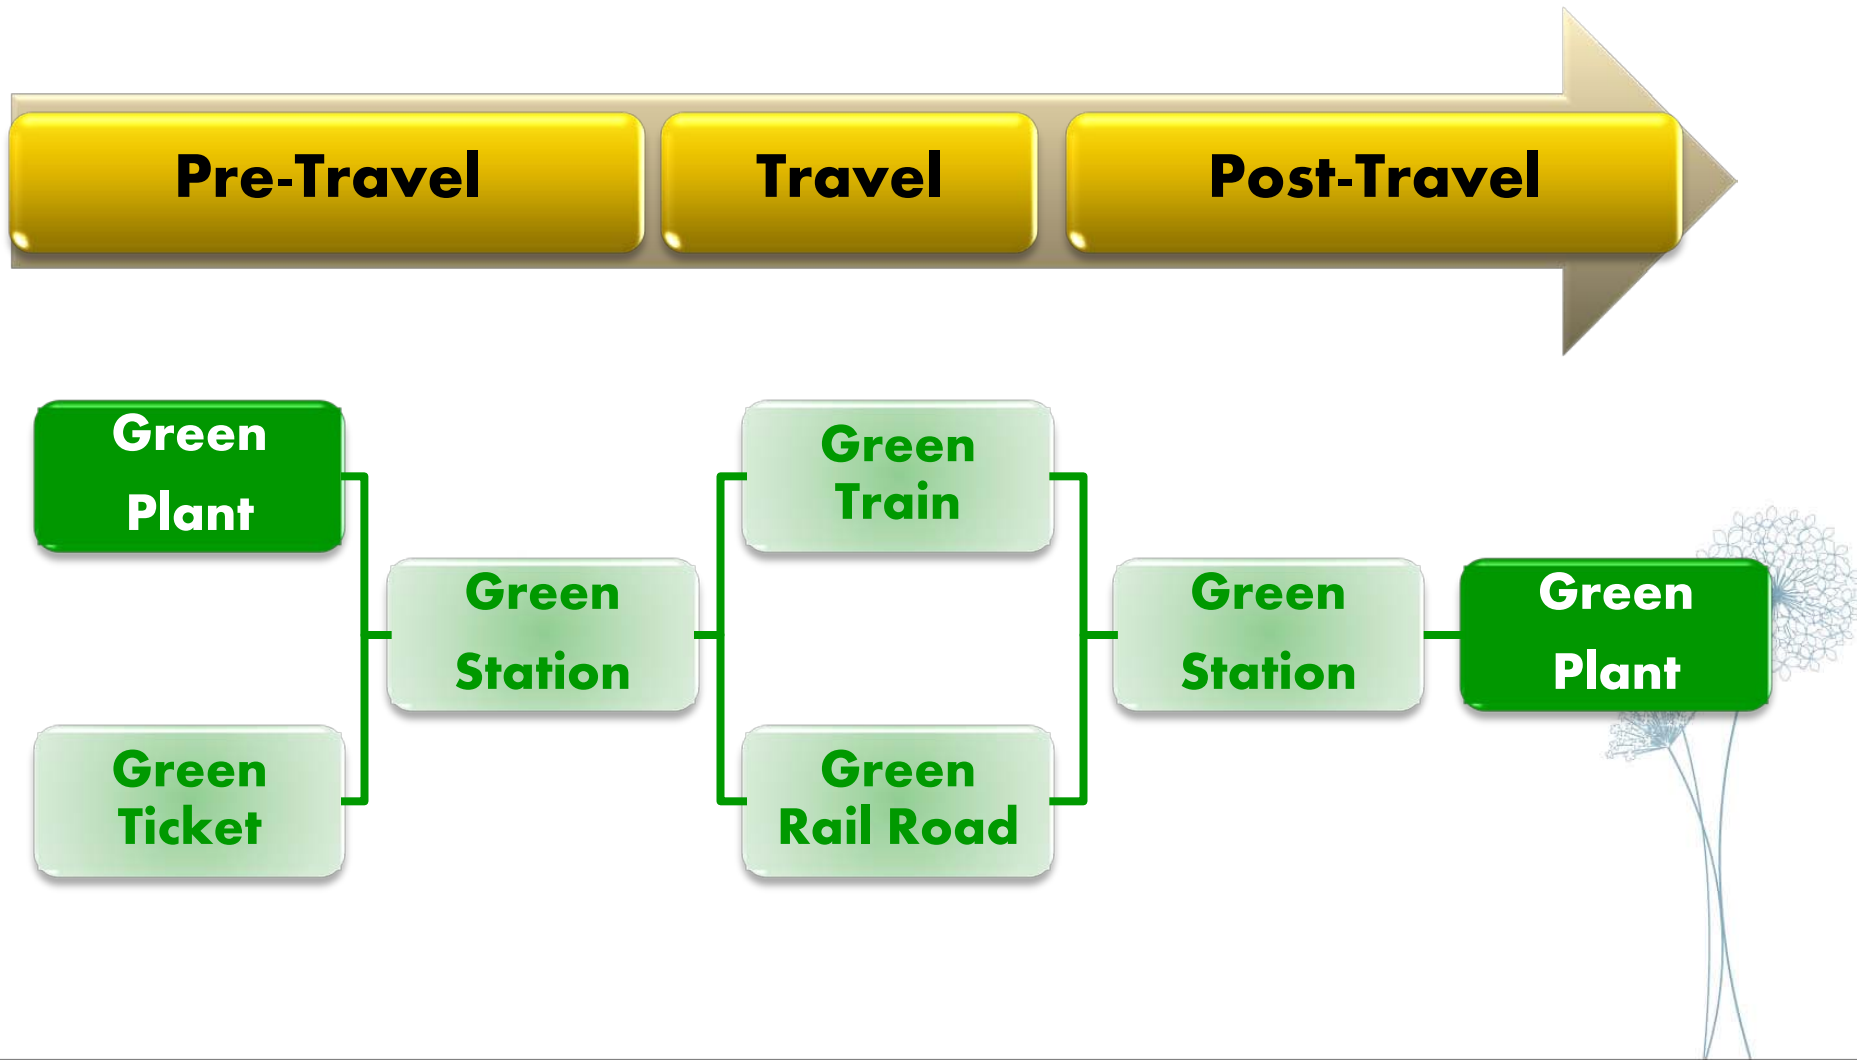 Pre-Travel
Travel
Post-Travel
Green
Plant
Green
Ticket
Green
Station
Green
Train
Green
Rail Road
Green
Station
Green
Plant